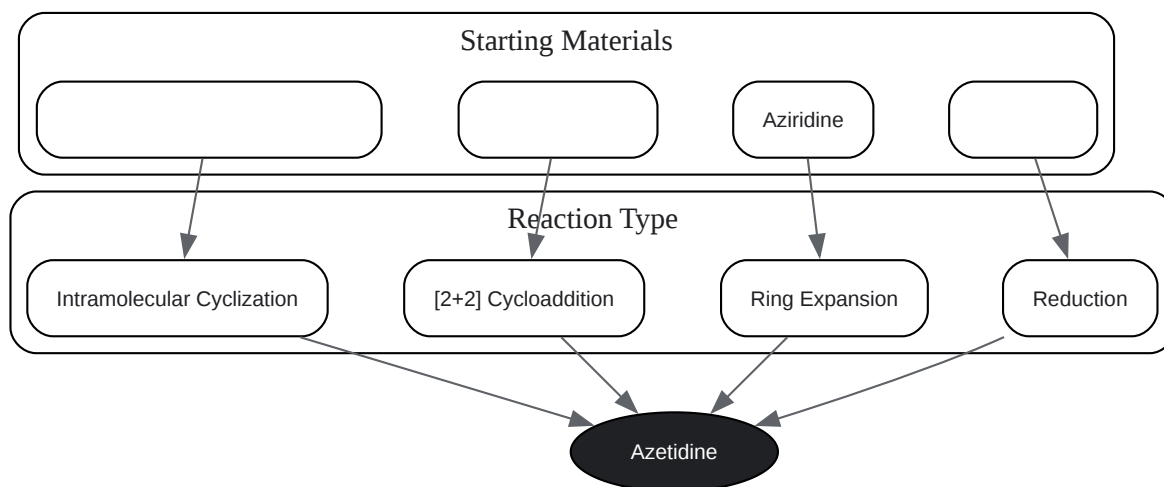 Starting Materials
Aziridine
Reaction Type
Intramolecular Cyclization
[2+2] Cycloaddition
Ring Expansion
Reduction
Azetidine